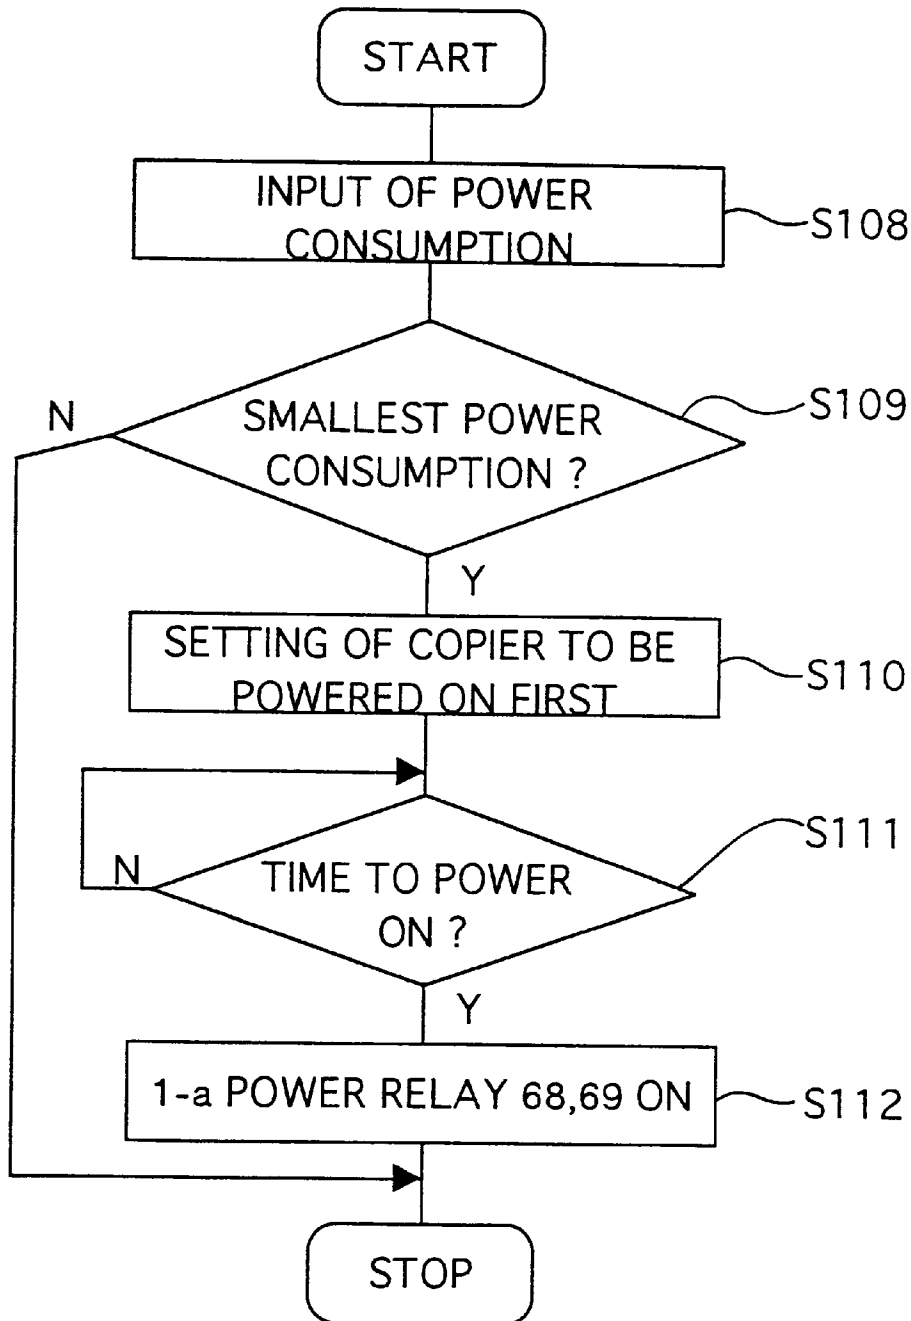 START
INPUT OF POWER
CONSUMPTION
S108
N
SMALLEST POWER
CONSUMPTION ?
S109
Y
SETTING OF COPIER TO BE
POWERED ON FIRST
S110
N
TIME TO POWER
ON ?
S111
Y
1-a POWER RELAY 68,69 ON
S112
STOP